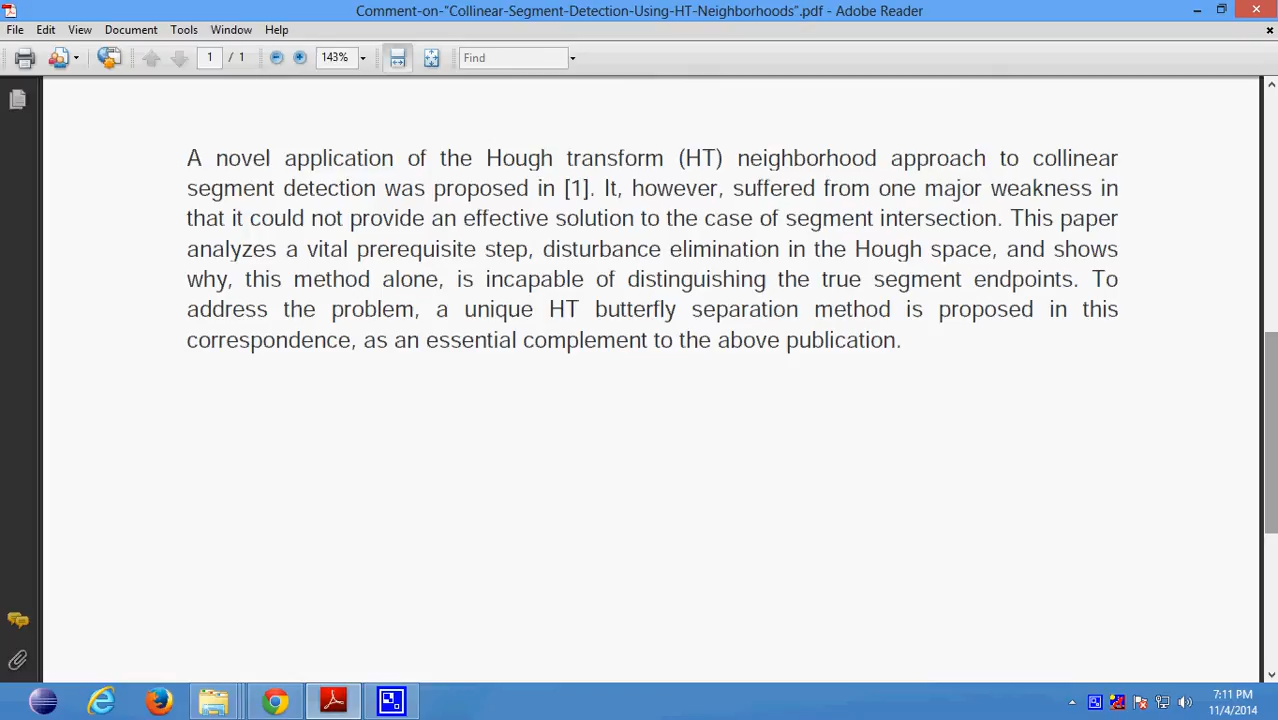 Comment-on-"Collinear-Segment-Detection-Using-HT-Neighborhoods".pdf - Adobe Reader
File Edit View Document Tools Window Help
1 / 1 143% Find
A novel application of the Hough transform (HT) neighborhood approach to collinear
segment detection was proposed in [1]. It, however, suffered from one major weakness in
that it could not provide an effective solution to the case of segment intersection. This paper
analyzes a vital prerequisite step, disturbance elimination in the Hough space, and shows
why, this method alone, is incapable of distinguishing the true segment endpoints. To
address the problem, a unique HT butterfly separation method is proposed in this
correspondence, as an essential complement to the above publication.
7:11 PM
11/4/2014